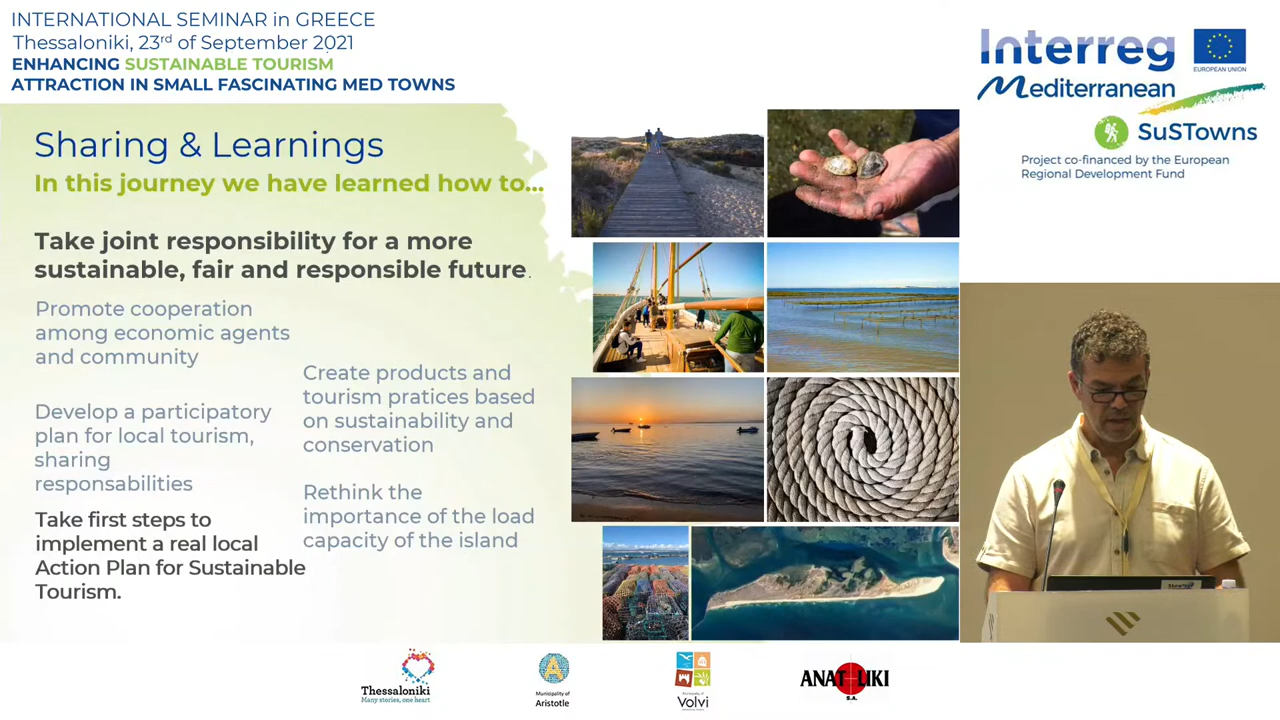 INTERNATIONAL SEMINAR in GREECE
Thessaloniki, 23rd of September 2021
ENHANCING SUSTAINABLE TOURISM
ATTRACTION IN SMALL FASCINATING MED TOWNS
Interreg
EUROPEAN UNION
Mediterranean
SuSTowns
Project co-financed by the European
Regional Development Fund
Sharing & Learnings
In this journey we have learned how to...
Take joint responsibility for a more
sustainable, fair and responsible future.
Promote cooperation
among economic agents
and community
Develop a participatory
plan for local tourism,
sharing
responsabilities
Take first steps to
implement a real local
Action Plan for Sustainable
Tourism.
Create products and
tourism pratices based
on sustainability and
conservation
Rethink the
importance of the load
capacity of the island
Thessaloniki
Many stories, one heart
Municipality of
Aristotle
Municipality of
Volvi
ANATOLIKI
S.A.